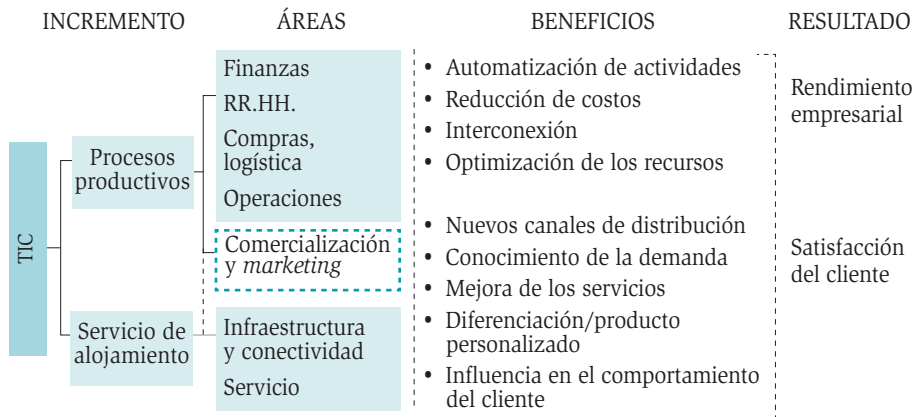 INCREMENTO
ÁREAS
BENEFICIOS
RESULTADO
TIC
Procesos
productivos
Servicio de
alojamiento
Finanzas
RR.HH.
Compras,
logística
Operaciones
Comercialización
y marketing
Infraestructura
y conectividad
Servicio
• Automatización de actividades
• Reducción de costos
• Interconexión
• Optimización de los recursos
• Nuevos canales de distribución
• Conocimiento de la demanda
• Mejora de los servicios
• Diferenciación/producto
personalizado
• Influencia en el comportamiento
del cliente
Rendimiento
empresarial
Satisfacción
del cliente